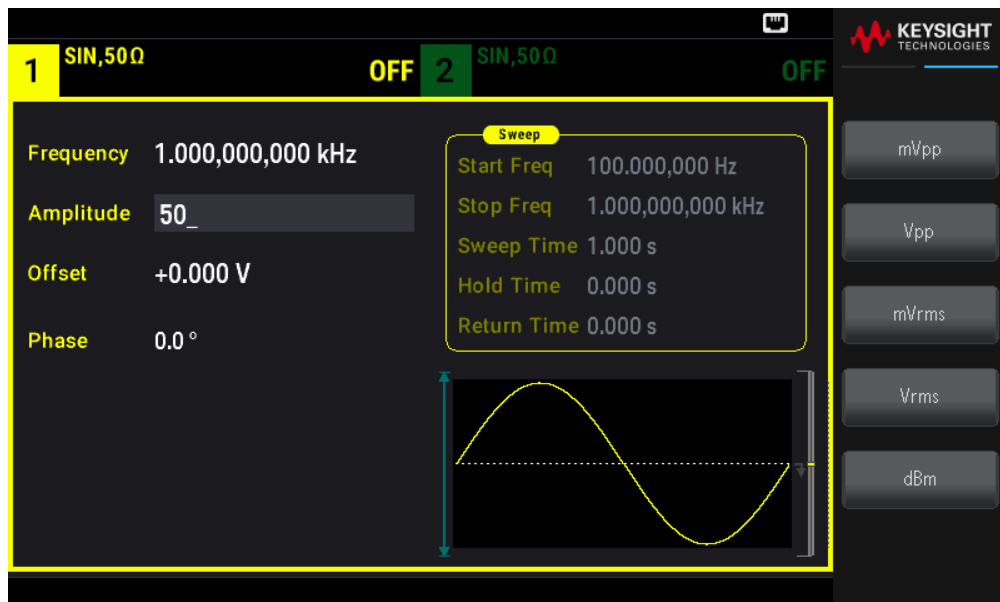 KEYSIGHT
TECHNOLOGIES
1 SIN,50Ω OFF 2 SIN,50Ω OFF
Frequency 1.000,000,000 kHz
Amplitude 50_
Offset +0.000 V
Phase 0.0 °
Sweep
Start Freq 100.000,000 Hz
Stop Freq 1.000,000,000 kHz
Sweep Time 1.000 s
Hold Time 0.000 s
Return Time 0.000 s
mVpp
Vpp
mVrms
Vrms
dBm